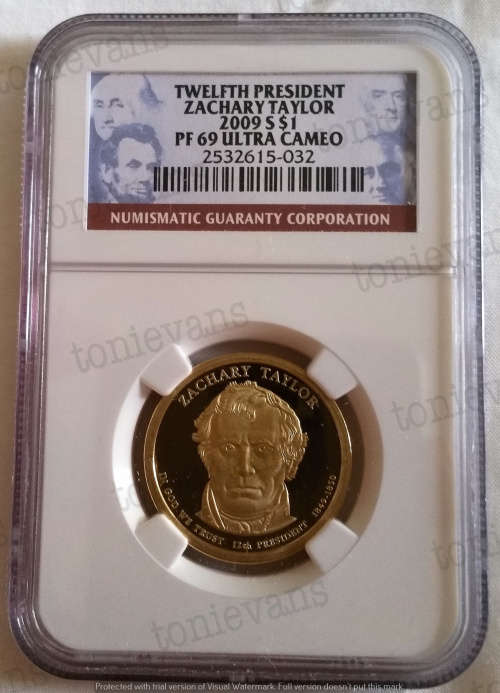 TWELFTH PRESIDENT
ZACHARY TAYLOR
2009 S $1
PF 69 ULTRA CAMEO
2532615-032
NUMISMATIC GUARANTY CORPORATION
ZACHARY TAYLOR
IN GOD WE TRUST 12th PRESIDENT 1849-1850
tonievans
tonievans
tonievans
tonievans
Protected with trial version of Visual Watermark. Full version doesn't put this mark.